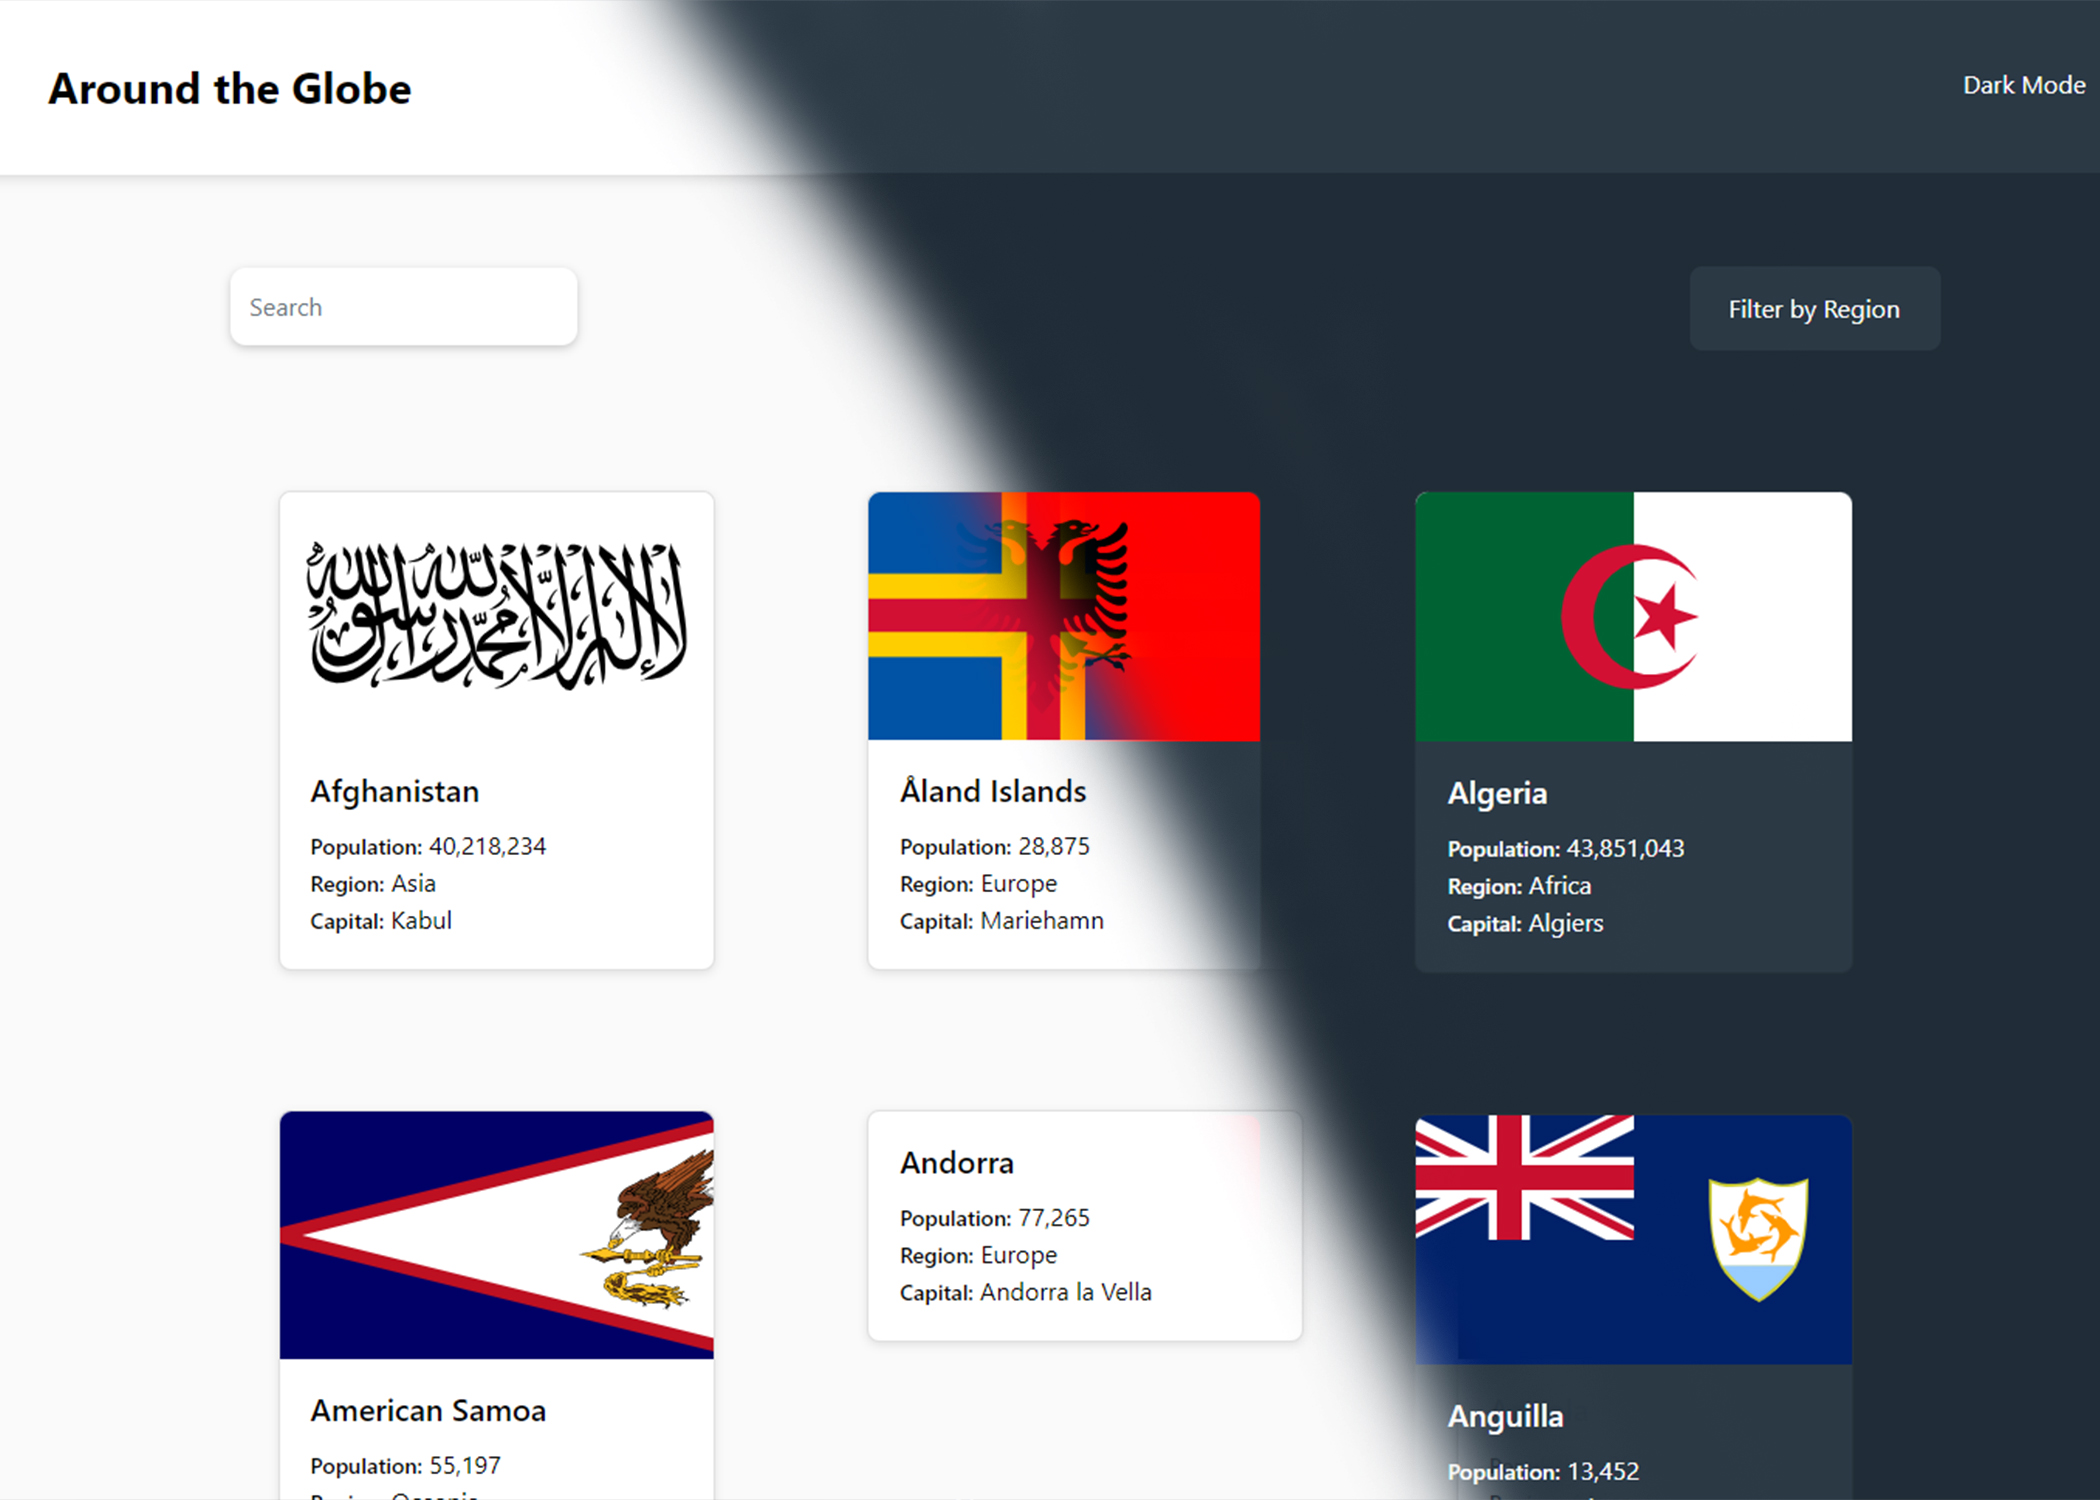 Around the Globe
Dark Mode
Search
Filter by Region
لا إله إلا الله محمد رسول الله
Afghanistan
Population: 40,218,234
Region: Asia
Capital: Kabul
Åland Islands
Population: 28,875
Region: Europe
Capital: Mariehamn
Algeria
Population: 43,851,043
Region: Africa
Capital: Algiers
American Samoa
Population: 55,197
Andorra
Population: 77,265
Region: Europe
Capital: Andorra la Vella
Anguilla
Population: 13,452